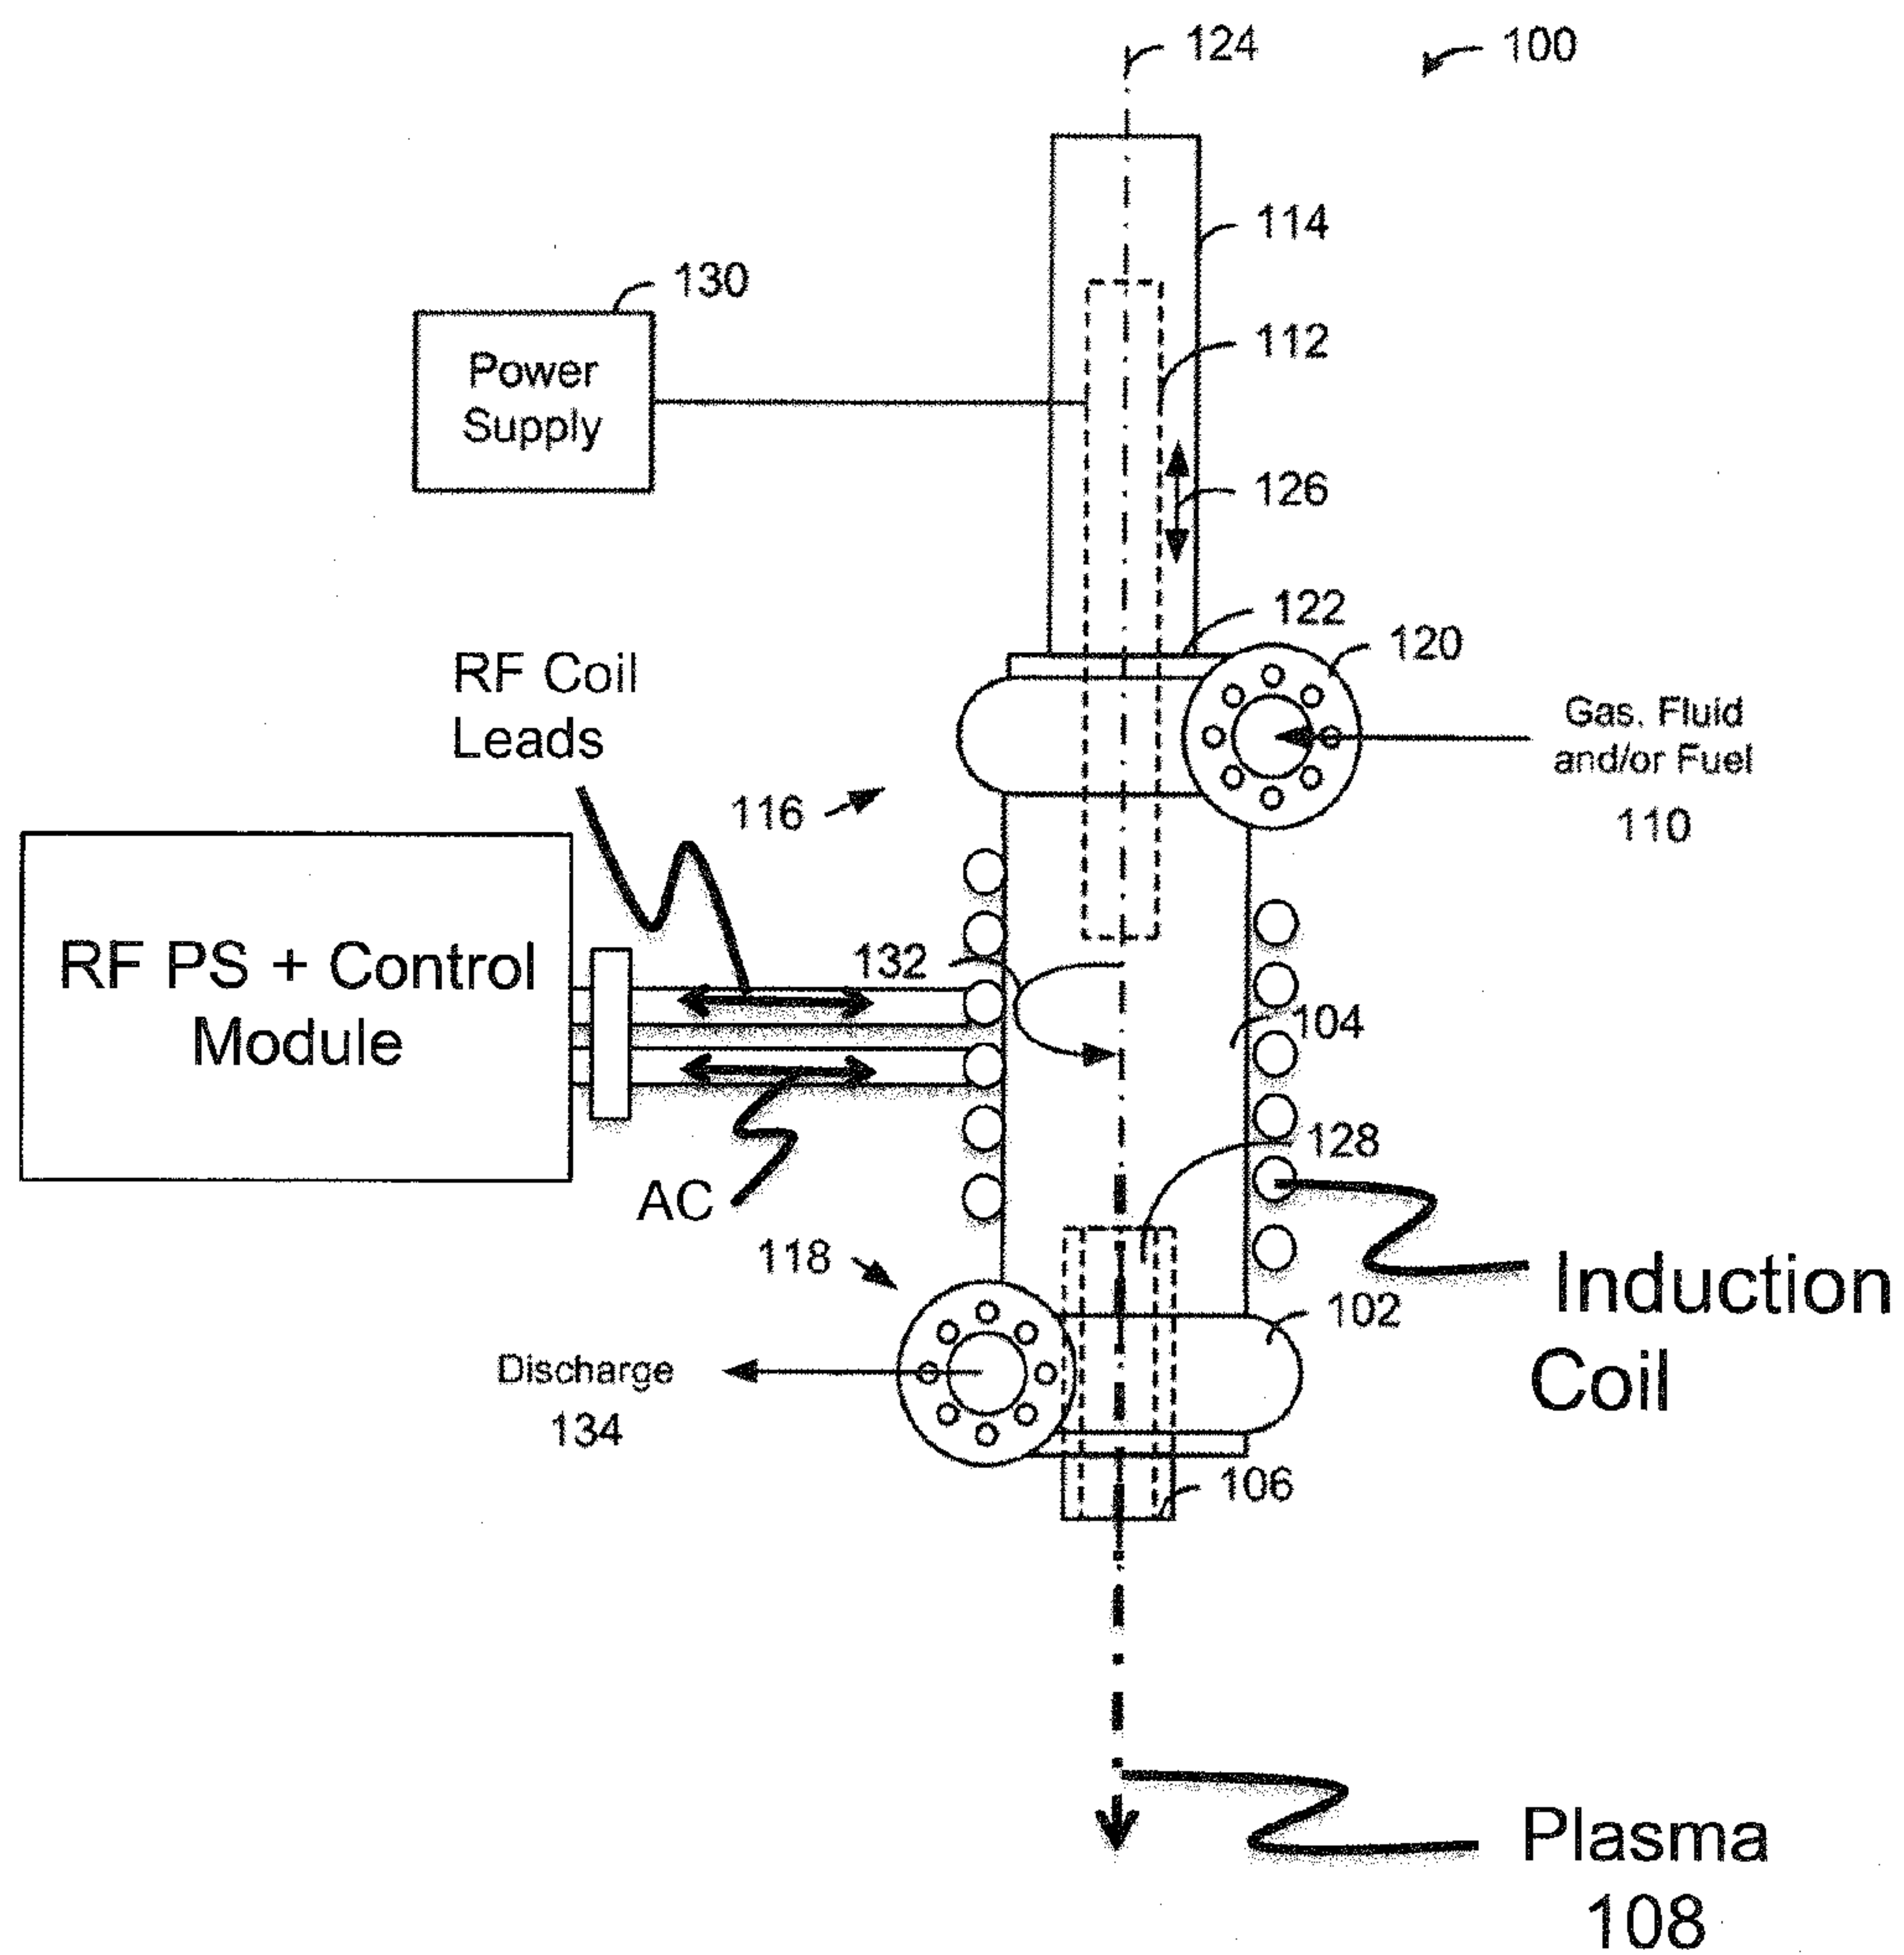 124
100
114
130
Power
Supply
112
126
122
120
RF Coil
Leads
Gas, Fluid
and/or Fuel
110
116
RF PS + Control
Module
132
104
128
AC
118
Induction
Coil
102
Discharge
134
106
Plasma
108